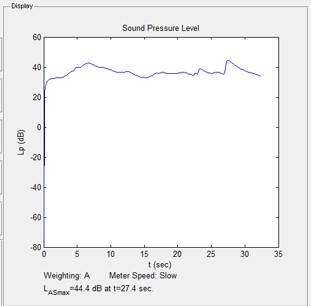 Display
Sound Pressure Level
60
40
20
0
-20
-40
-60
-80
Lp (dB)
0 5 10 15 20 25 30 35
t (sec)
Weighting: A Meter Speed: Slow
LASmax=44.4 dB at t=27.4 sec.